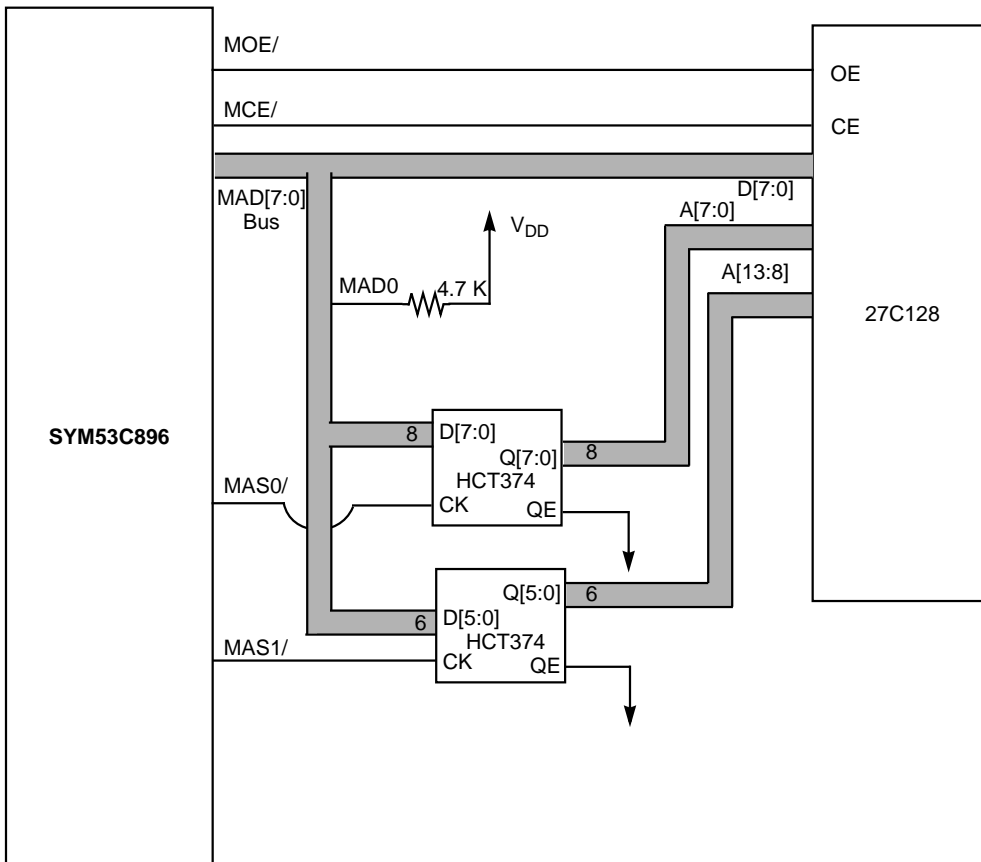 MOE/
OE
MCE/
CE
MAD[7:0]
Bus
D[7:0]
A[7:0]
VDD
A[13:8]
MAD0
4.7 K
27C128
SYM53C896
8
D[7:0]
Q[7:0]
8
HCT374
MAS0/
CK
QE
Q[5:0]
6
6
D[5:0]
HCT374
MAS1/
CK
QE